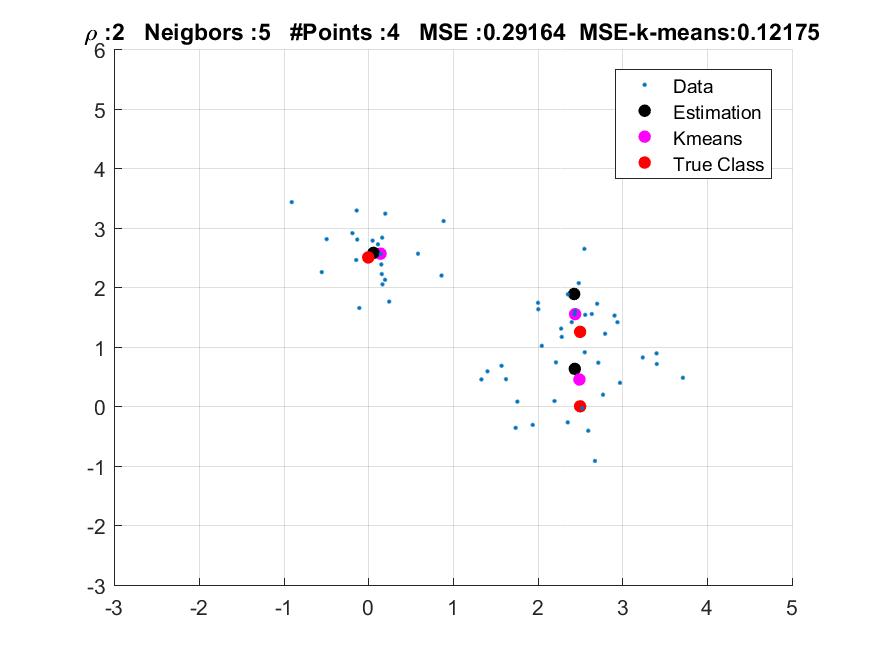 ρ :2 Neigbors :5 #Points :4 MSE :0.29164 MSE-k-means:0.12175
6
5
4
3
2
1
0
-1
-2
-3
-3 -2 -1 0 1 2 3 4 5
Data
Estimation
Kmeans
True Class